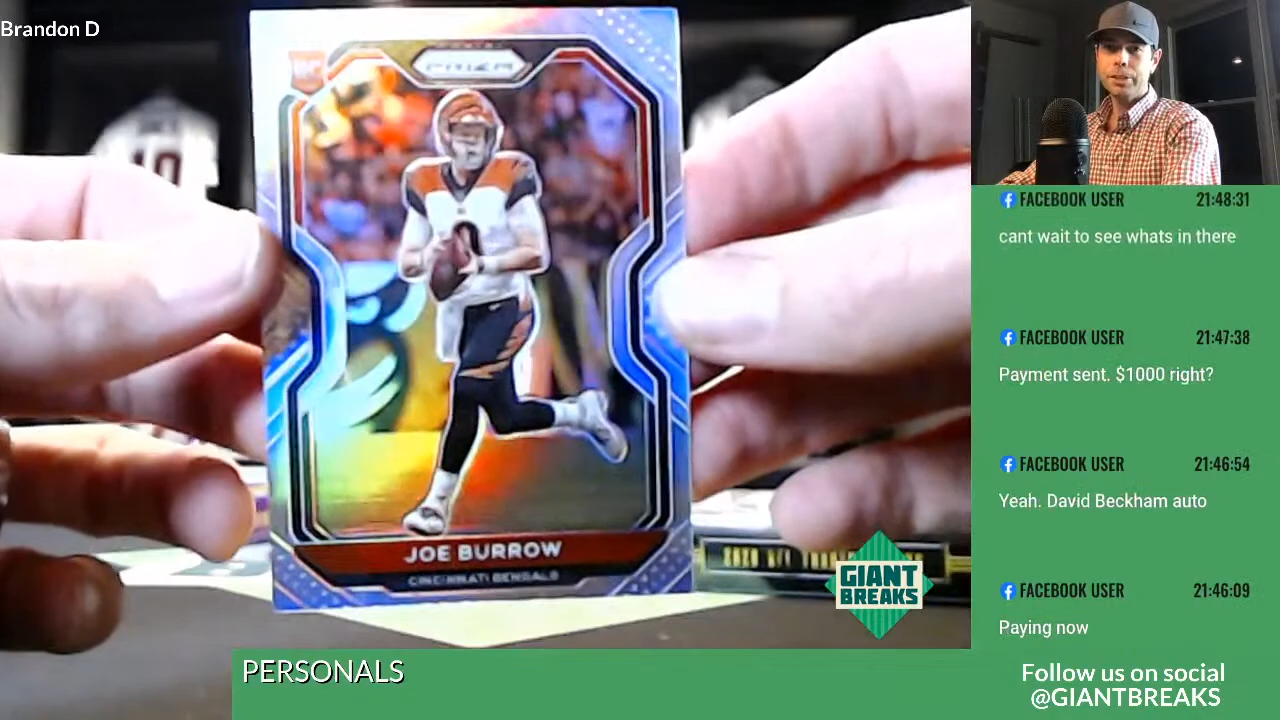 Brandon D
RC
PANINI
PRIZM
JOE BURROW
CINCINNATI BENGALS
GIANT
BREAKS
PERSONALS
FACEBOOK USER 21:48:31
cant wait to see whats in there
FACEBOOK USER 21:47:38
Payment sent. $1000 right?
FACEBOOK USER 21:46:54
Yeah. David Beckham auto
FACEBOOK USER 21:46:09
Paying now
Follow us on social
@GIANTBREAKS